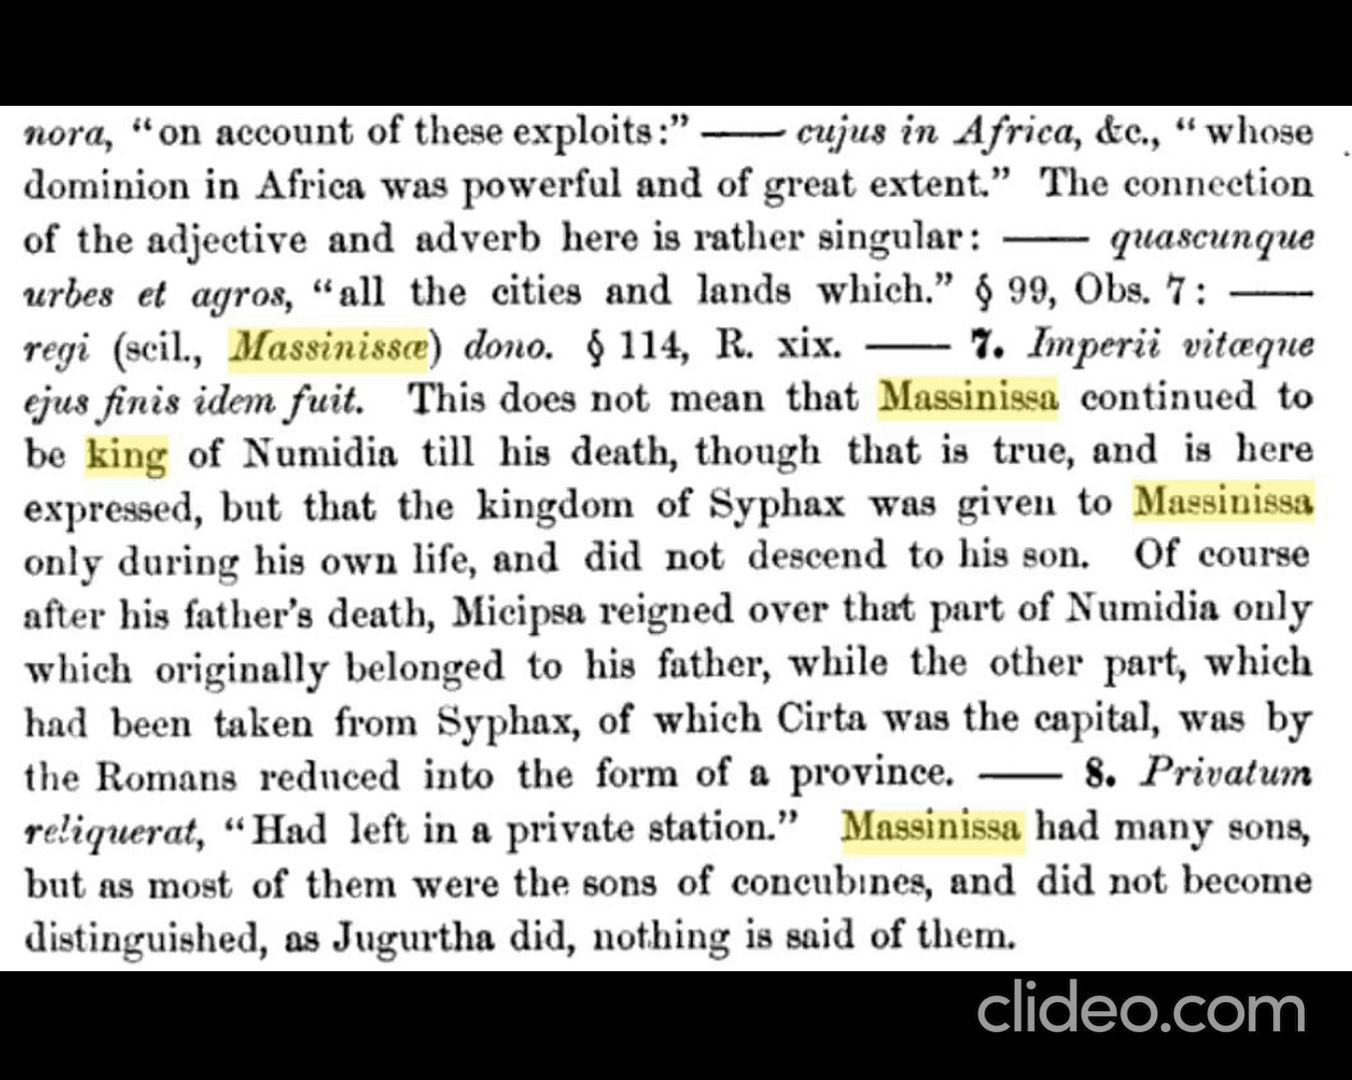 nora, “on account of these exploits:” —— cujus in Africa, &c., “whose
dominion in Africa was powerful and of great extent.” The connection
of the adjective and adverb here is rather singular: —— quascunque
urbes et agros, “all the cities and lands which.” § 99, Obs. 7: ——
regi (scil., Massinissæ) dono. § 114, R. xix. —— 7. Imperii vitæque
ejus finis idem fuit. This does not mean that Massinissa continued to
be king of Numidia till his death, though that is true, and is here
expressed, but that the kingdom of Syphax was given to Massinissa
only during his own life, and did not descend to his son. Of course
after his father’s death, Micipsa reigned over that part of Numidia only
which originally belonged to his father, while the other part, which
had been taken from Syphax, of which Cirta was the capital, was by
the Romans reduced into the form of a province. —— 8. Privatum
reliquerat, “Had left in a private station.” Massinissa had many sons,
but as most of them were the sons of concubines, and did not become
distinguished, as Jugurtha did, nothing is said of them.
clideo.com